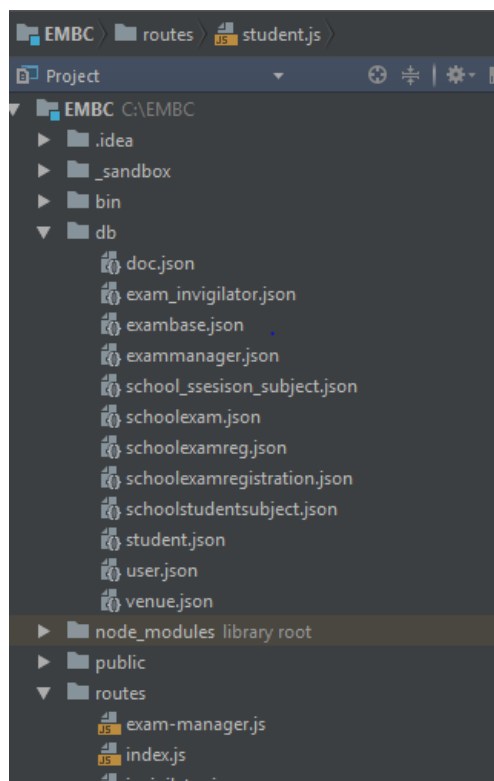 EMBC routes student.js
Project
EMBC C:\EMBC
.idea
_sandbox
bin
db
doc.json
exam_invigilator.json
exambase.json
exammanager.json
school_ssesison_subject.json
schoolexam.json
schoolexamreg.json
schoolexamregistration.json
schoolstudentsubject.json
student.json
user.json
venue.json
node_modules library root
public
routes
exam-manager.js
index.js